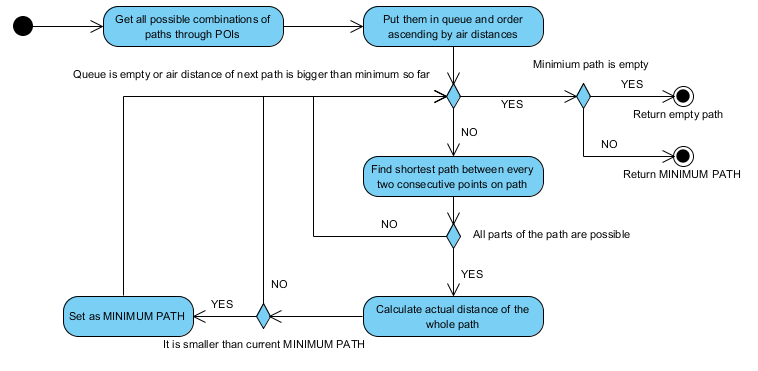 Get all possible combinations of
paths through POIs
Put them in queue and order
ascending by air distances
Queue is empty or air distance of next path is bigger than minimum so far
Minimium path is empty
YES
YES
Return empty path
NO
NO
Return MINIMUM PATH
Find shortest path between every
two consecutive points on path
NO
All parts of the path are possible
YES
NO
Set as MINIMUM PATH
YES
Calculate actual distance of the
whole path
It is smaller than current MINIMUM PATH